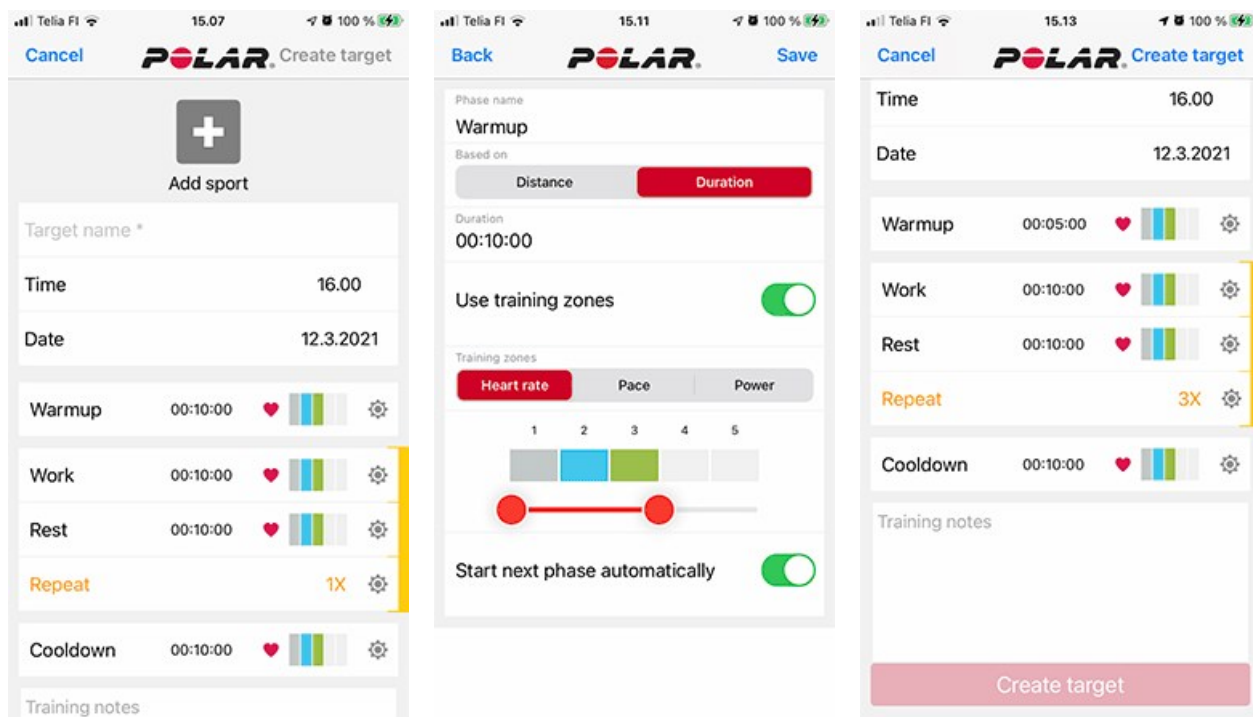 Telia FI 15.07 100 %
Cancel POLAR. Create target
Add sport
Target name *
Time 16.00
Date 12.3.2021
Warmup 00:10:00
Work 00:10:00
Rest 00:10:00
Repeat 1X
Cooldown 00:10:00
Training notes
Telia FI 15.11 100 %
Back POLAR. Save
Phase name
Warmup
Based on
Distance Duration
Duration
00:10:00
Use training zones
Training zones
Heart rate Pace Power
1 2 3 4 5
Start next phase automatically
Telia FI 15.13 100 %
Cancel POLAR. Create target
Time 16.00
Date 12.3.2021
Warmup 00:05:00
Work 00:10:00
Rest 00:10:00
Repeat 3X
Cooldown 00:10:00
Training notes
Create target